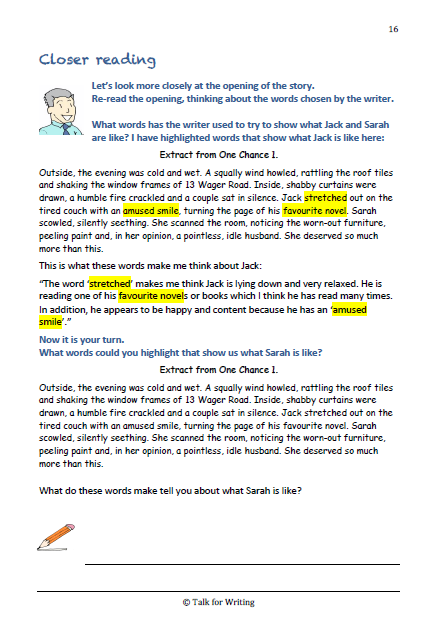 16
Closer reading
Let's look more closely at the opening of the story.
Re-read the opening, thinking about the words chosen by the writer.
What words has the writer used to try to show what Jack and Sarah
are like? I have highlighted words that show what Jack is like here:
Extract from One Chance 1.
Outside, the evening was cold and wet. A squally wind howled, rattling the roof tiles
and shaking the window frames of 13 Wager Road. Inside, shabby curtains were
drawn, a humble fire crackled and a couple sat in silence. Jack stretched out on the
tired couch with an amused smile, turning the page of his favourite novel. Sarah
scowled, silently seething. She scanned the room, noticing the worn-out furniture,
peeling paint and, in her opinion, a pointless, idle husband. She deserved so much
more than this.
This is what these words make me think about Jack:
"The word 'stretched' makes me think Jack is lying down and very relaxed. He is
reading one of his favourite novels or books which I think he has read many times.
In addition, he appears to be happy and content because he has an 'amused
smile'."
Now it is your turn.
What words could you highlight that show us what Sarah is like?
Extract from One Chance 1.
Outside, the evening was cold and wet. A squally wind howled, rattling the roof tiles
and shaking the window frames of 13 Wager Road. Inside, shabby curtains were
drawn, a humble fire crackled and a couple sat in silence. Jack stretched out on the
tired couch with an amused smile, turning the page of his favourite novel. Sarah
scowled, silently seething. She scanned the room, noticing the worn-out furniture,
peeling paint and, in her opinion, a pointless, idle husband. She deserved so much
more than this.
What do these words make tell you about what Sarah is like?
© Talk for Writing